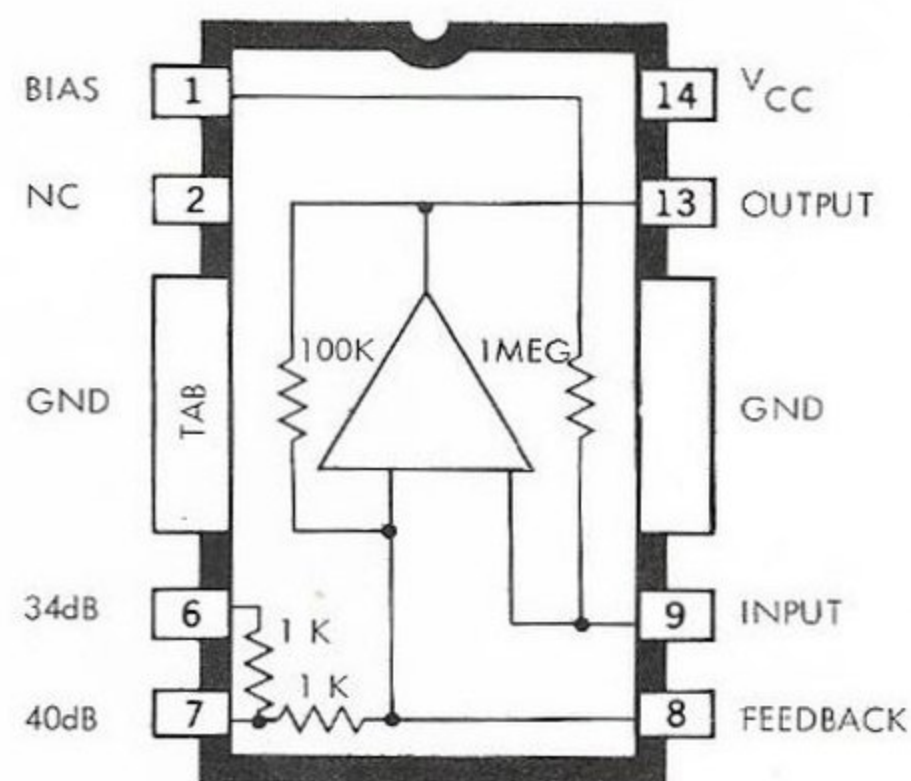 BIAS 1
14 VCC
NC 2
13 OUTPUT
100K
1MEG
GND
TAB
GND
34dB 6
1 K
9 INPUT
1 K
40dB 7
8 FEEDBACK